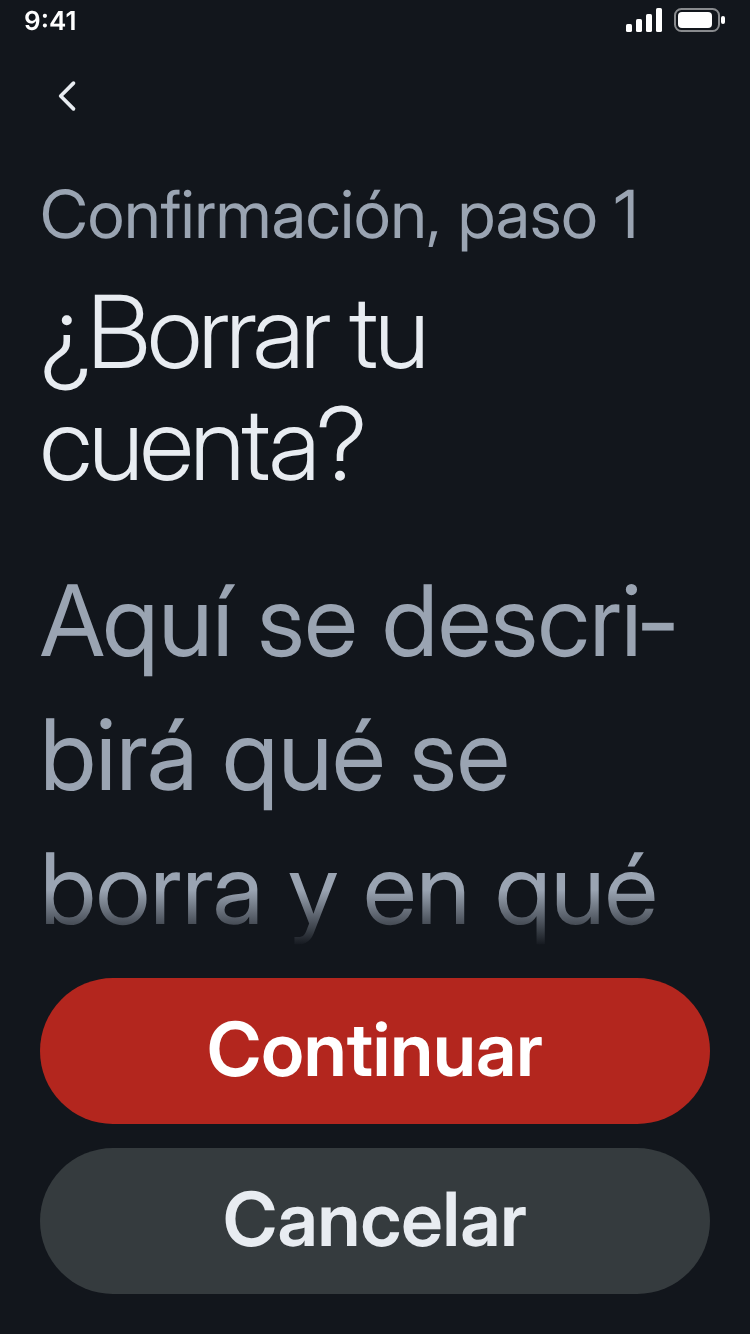 9:41
Confirmación, paso 1
¿Borrar tu
cuenta?
Aquí se descri-
birá qué se
borra y en qué
Continuar
Cancelar